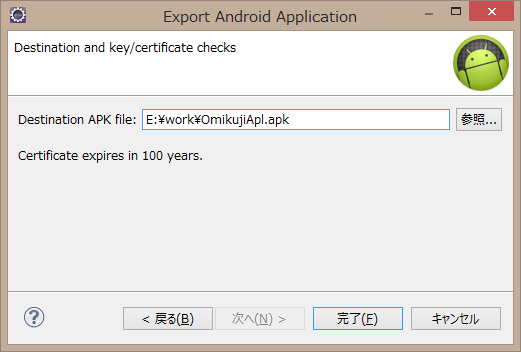 Export Android Application
Destination and key/certificate checks
Destination APK file: E:¥work¥OmikujiApl.apk 参照...
Certificate expires in 100 years.
? < 戻る(B) 次へ(N) > 完了(F) キャンセル